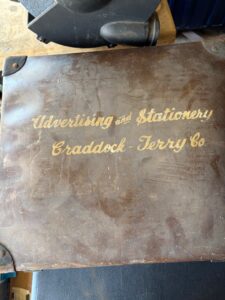 Advertising and Stationery
Craddock - Terry Co.